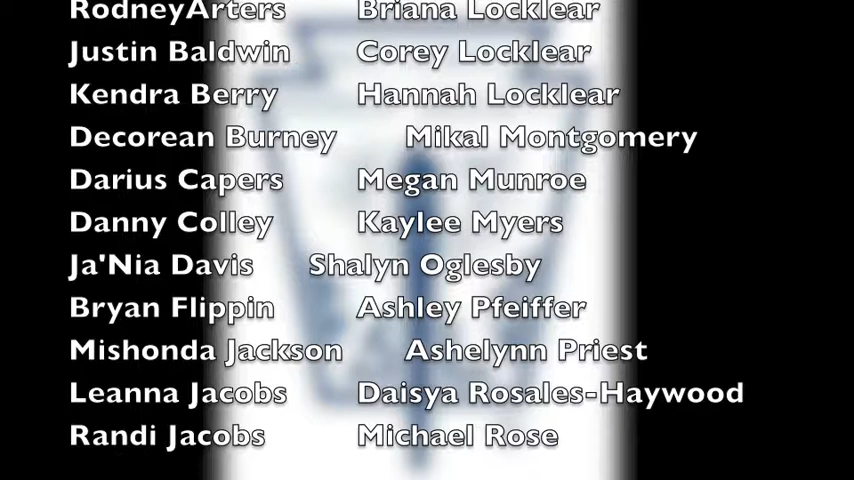 RodneyArters Briana Locklear
Justin Baldwin Corey Locklear
Kendra Berry Hannah Locklear
Decorean Burney Mikal Montgomery
Darius Capers Megan Munroe
Danny Colley Kaylee Myers
Ja'Nia Davis Shalyn Oglesby
Bryan Flippin Ashley Pfeiffer
Mishonda Jackson Ashelynn Priest
Leanna Jacobs Daisya Rosales-Haywood
Randi Jacobs Michael Rose